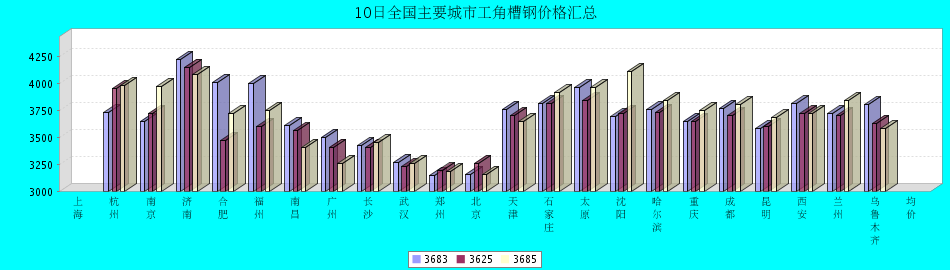 10日全国主要城市工角槽钢价格汇总
4250
4000
3750
3500
3250
3000
上海 杭州 南京 济南 合肥 福州 南昌 广州 长沙 武汉 郑州 北京 天津 石家庄 太原 沈阳 哈尔滨 重庆 成都 昆明 西安 兰州 乌鲁木齐 均价
3683 3625 3685